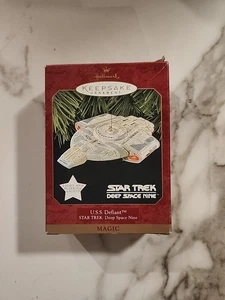 Hallmark
KEEPSAKE
ORNAMENT
STAR TREK
DEEP SPACE NINE
U.S.S. Defiant™
STAR TREK: Deep Space Nine
MAGIC